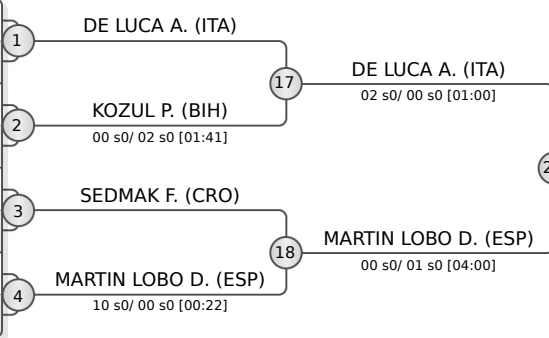 DE LUCA A. (ITA)
1
17
DE LUCA A. (ITA)
02 s0/ 00 s0 [01:00]
KOZUL P. (BIH)
2
00 s0/ 02 s0 [01:41]
2
SEDMAK F. (CRO)
3
18
MARTIN LOBO D. (ESP)
00 s0/ 01 s0 [04:00]
MARTIN LOBO D. (ESP)
4
10 s0/ 00 s0 [00:22]